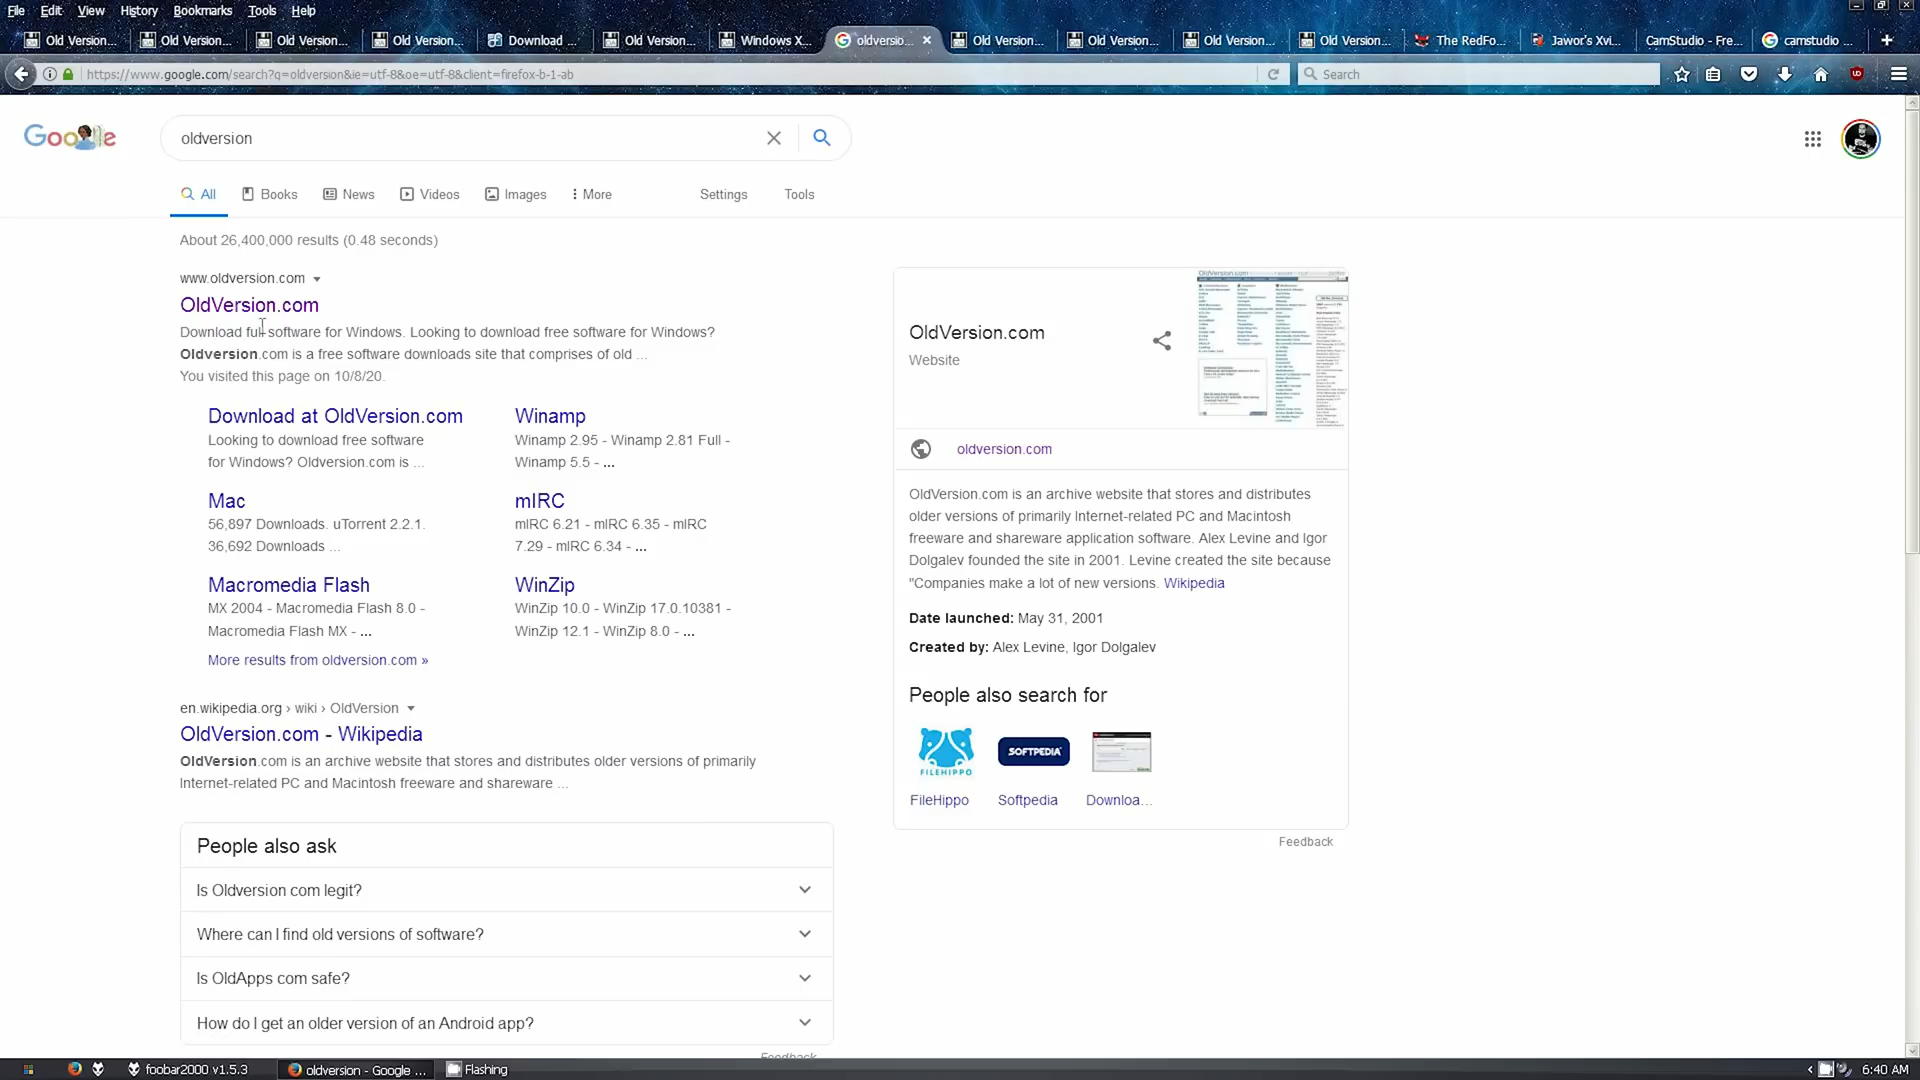 File Edit View History Bookmarks Tools Help
Old Version... Old Version... Old Version... Old Version... Download ... Old Version... Windows X... oldversio... Old Version... Old Version... Old Version... Old Version... The RedFo... Jawor's Xvi... CamStudio - Fre... camstudio ...
https://www.google.com/search?q=oldversion&ie=utf-8&oe=utf-8&client=firefox-b-1-ab
Search
oldversion
All Books News Videos Images More Settings Tools
About 26,400,000 results (0.48 seconds)
www.oldversion.com
OldVersion.com
Download full software for Windows. Looking to download free software for Windows?
Oldversion.com is a free software downloads site that comprises of old ...
You visited this page on 10/8/20.
Download at OldVersion.com
Looking to download free software
for Windows? Oldversion.com is ...
Winamp
Winamp 2.95 - Winamp 2.81 Full -
Winamp 5.5 - ...
Mac
56,897 Downloads. uTorrent 2.2.1.
36,692 Downloads ...
mIRC
mIRC 6.21 - mIRC 6.35 - mIRC
7.29 - mIRC 6.34 - ...
Macromedia Flash
MX 2004 - Macromedia Flash 8.0 -
Macromedia Flash MX - ...
WinZip
WinZip 10.0 - WinZip 17.0.10381 -
WinZip 12.1 - WinZip 8.0 - ...
More results from oldversion.com »
en.wikipedia.org › wiki › OldVersion
OldVersion.com - Wikipedia
OldVersion.com is an archive website that stores and distributes older versions of primarily
Internet-related PC and Macintosh freeware and shareware ...
People also ask
Is Oldversion com legit?
Where can I find old versions of software?
Is OldApps com safe?
How do I get an older version of an Android app?
Feedback
OldVersion.com
Website
oldversion.com
OldVersion.com is an archive website that stores and distributes
older versions of primarily Internet-related PC and Macintosh
freeware and shareware application software. Alex Levine and Igor
Dolgalev founded the site in 2001. Levine created the site because
"Companies make a lot of new versions. Wikipedia
Date launched: May 31, 2001
Created by: Alex Levine, Igor Dolgalev
People also search for
FILEHIPPO
SOFTPEDIA
FileHippo Softpedia Downloa...
Feedback
foobar2000 v1.5.3 oldversion - Google ... Flashing 6:40 AM